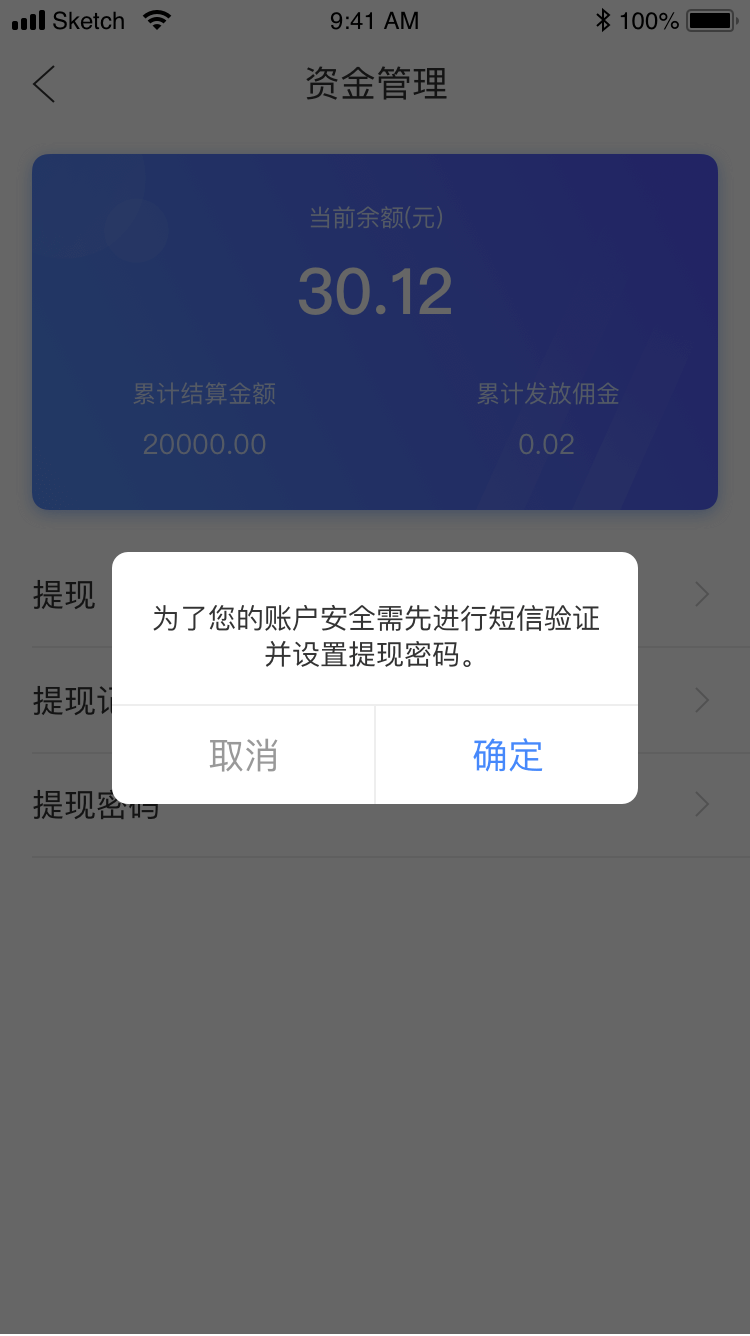 Sketch 9:41 AM 100%
资金管理
当前余额(元)
30.12
累计结算金额 累计发放佣金
20000.00 0.02
提现
为了您的账户安全需先进行短信验证
并设置提现密码。
提现记
取消 确定
提现密码